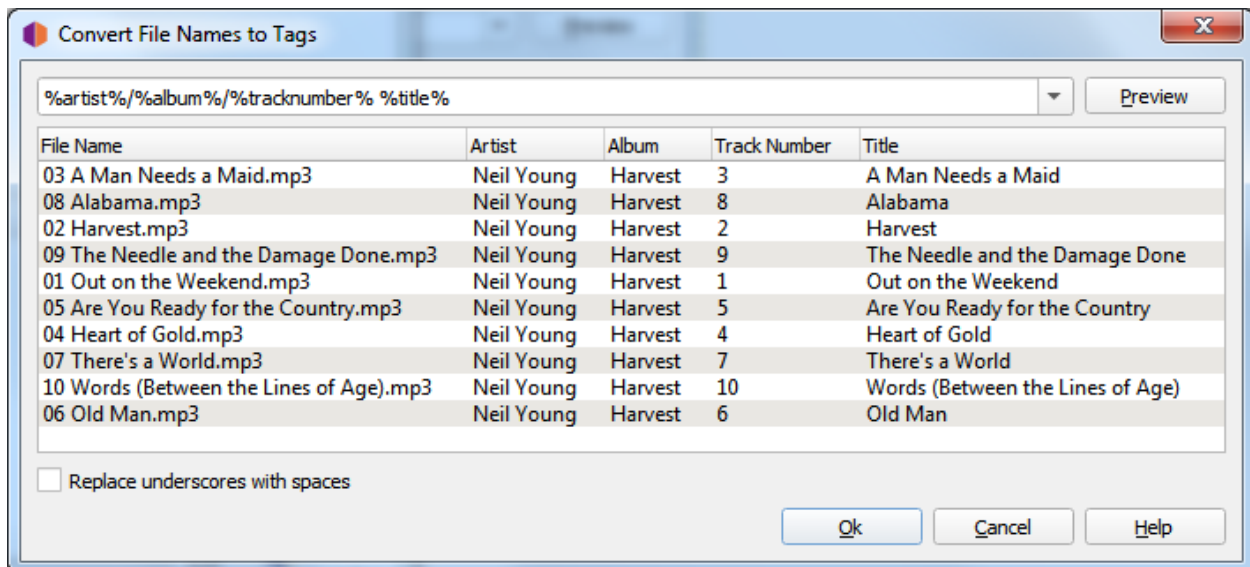 Convert File Names to Tags
%artist%/%album%/%tracknumber% %title%
Preview
File Name Artist Album Track Number Title
03 A Man Needs a Maid.mp3 Neil Young Harvest 3 A Man Needs a Maid
08 Alabama.mp3 Neil Young Harvest 8 Alabama
02 Harvest.mp3 Neil Young Harvest 2 Harvest
09 The Needle and the Damage Done.mp3 Neil Young Harvest 9 The Needle and the Damage Done
01 Out on the Weekend.mp3 Neil Young Harvest 1 Out on the Weekend
05 Are You Ready for the Country.mp3 Neil Young Harvest 5 Are You Ready for the Country
04 Heart of Gold.mp3 Neil Young Harvest 4 Heart of Gold
07 There's a World.mp3 Neil Young Harvest 7 There's a World
10 Words (Between the Lines of Age).mp3 Neil Young Harvest 10 Words (Between the Lines of Age)
06 Old Man.mp3 Neil Young Harvest 6 Old Man
Replace underscores with spaces
Ok Cancel Help